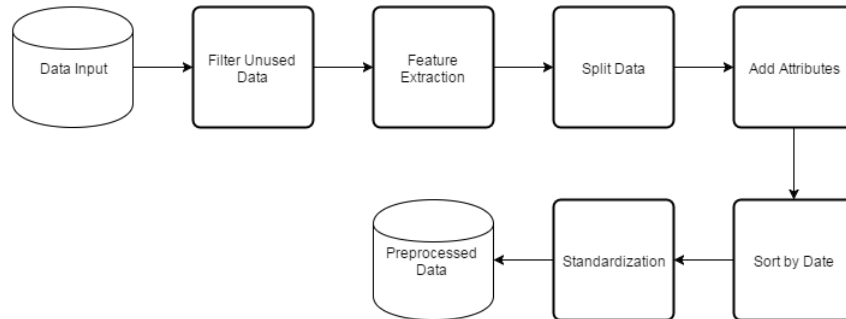 Data Input
Filter Unused
Data
Feature
Extraction
Split Data
Add Attributes
Preprocessed
Data
Standardization
Sort by Date